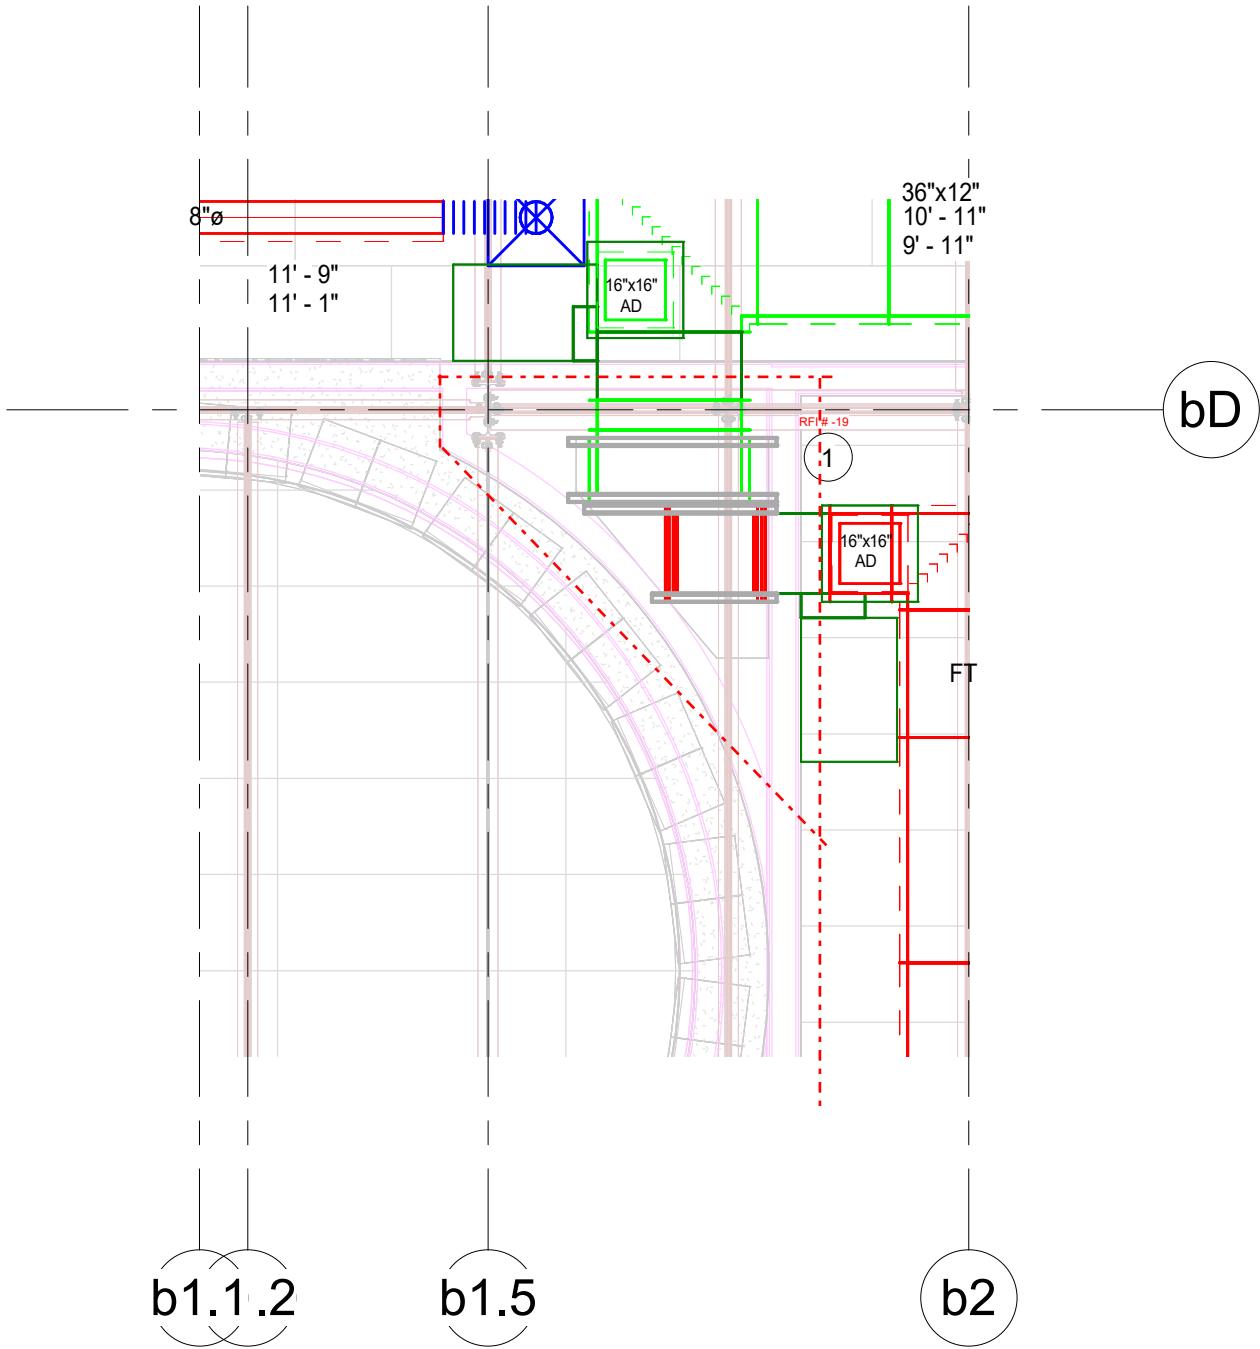 36"x12"
10' - 11"
9' - 11"
8"ø
11' - 9"
11' - 1"
16"x16"
AD
bD
RFI # -19
1
16"x16"
AD
FT
b1.1
.2
b1.5
b2